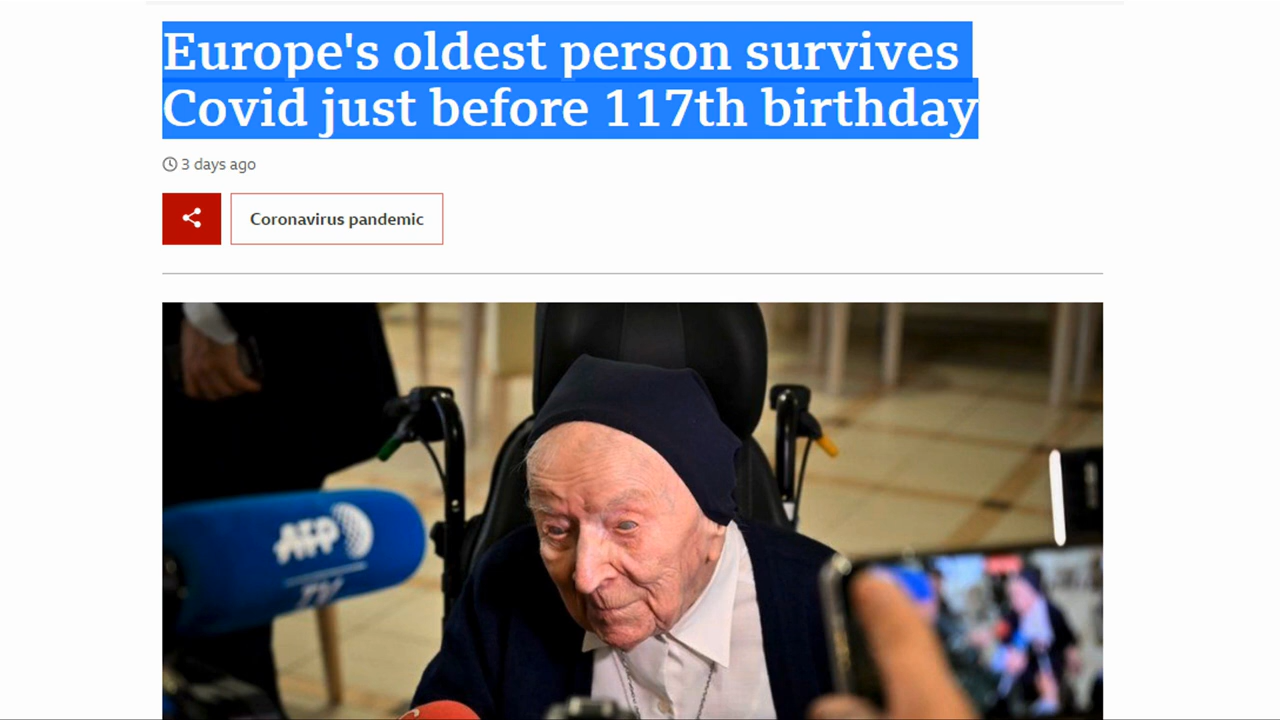 Europe's oldest person survives
Covid just before 117th birthday
3 days ago
Coronavirus pandemic
AFP
TV